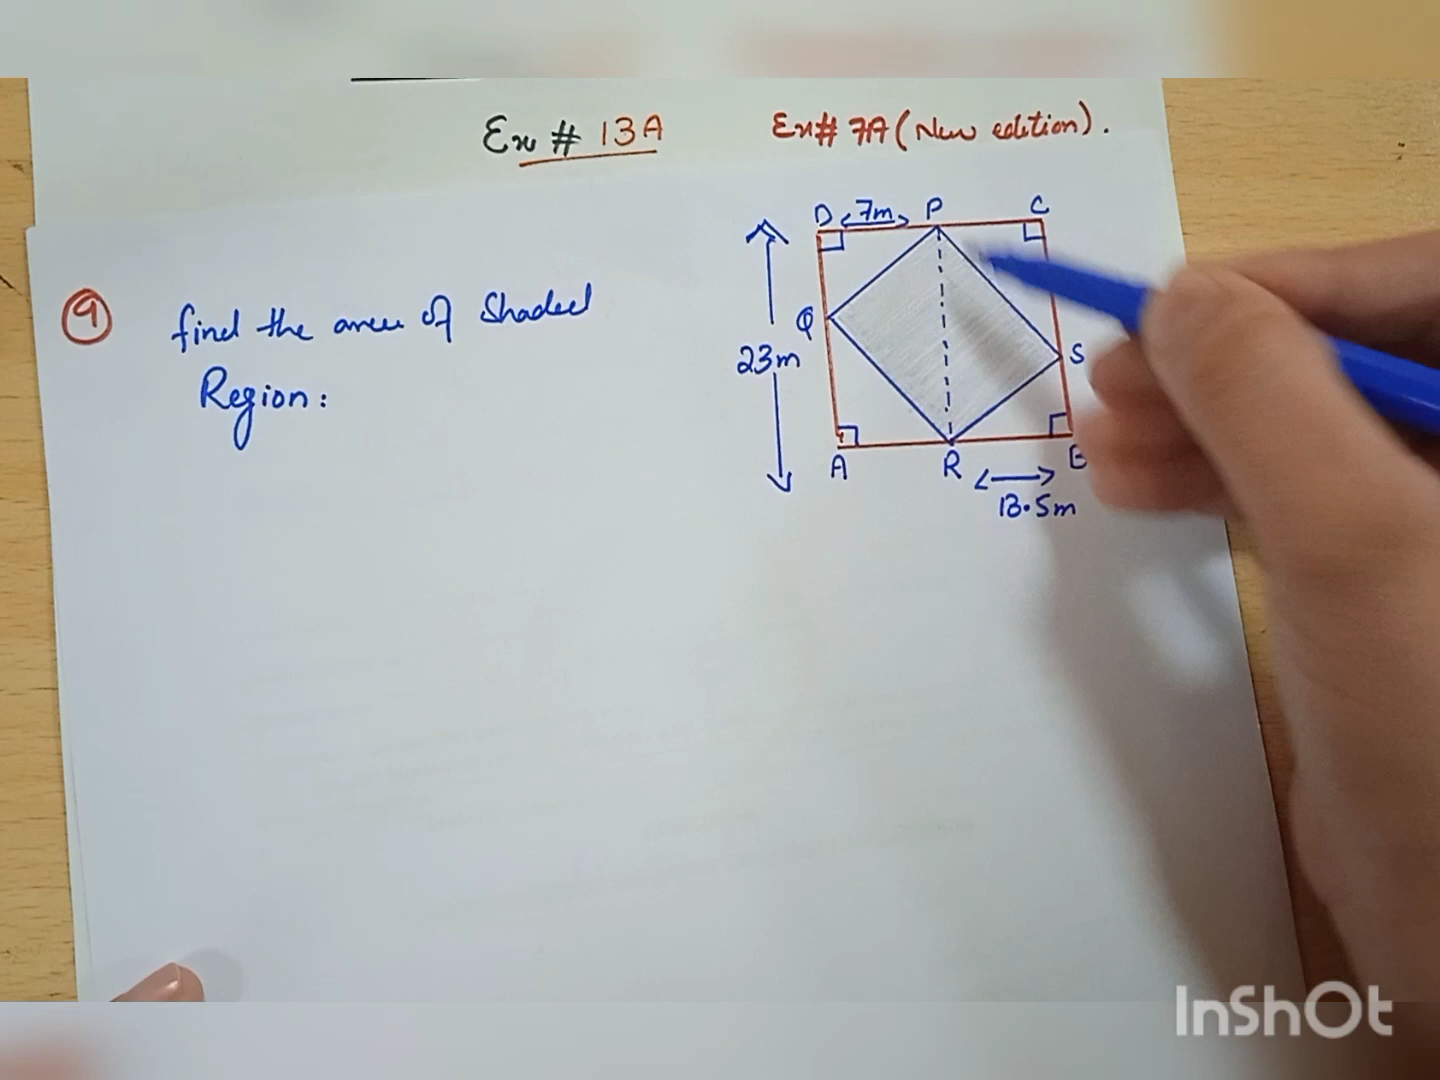 Ex # 13A
Ex# 7A (New edition).
9
find the area of Shaded
Region:
D 7m P C
Q
23m
S
A R B
13.5m
InShOt